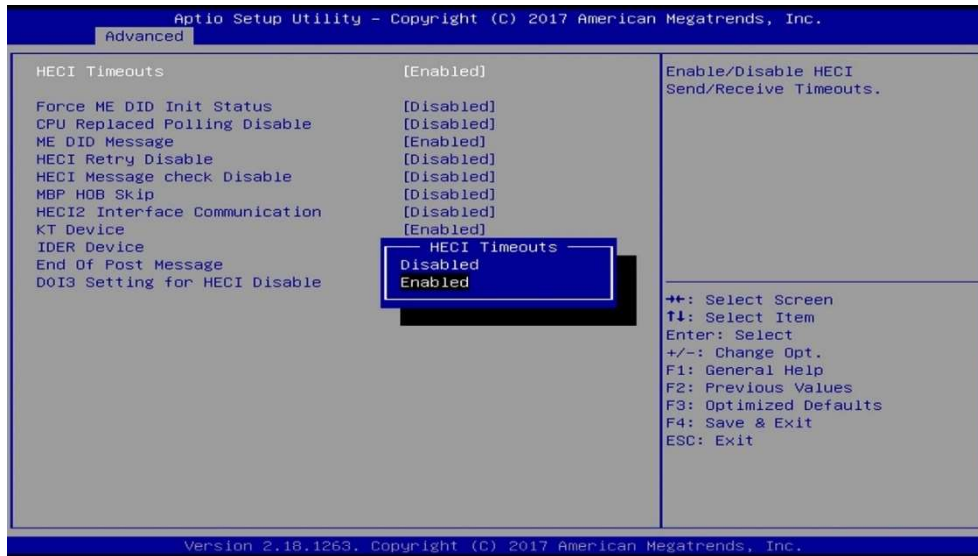 Aptio Setup Utility – Copyright (C) 2017 American Megatrends, Inc.
Advanced
HECI Timeouts [Enabled]
Force ME DID Init Status [Disabled]
CPU Replaced Polling Disable [Disabled]
ME DID Message [Enabled]
HECI Retry Disable [Disabled]
HECI Message check Disable [Disabled]
MBP HOB Skip [Disabled]
HECI2 Interface Communication [Disabled]
KT Device [Enabled]
IDER Device
End Of Post Message
DOI3 Setting for HECI Disable
HECI Timeouts
Disabled
Enabled
Enable/Disable HECI
Send/Receive Timeouts.
→←: Select Screen
↑↓: Select Item
Enter: Select
+/-: Change Opt.
F1: General Help
F2: Previous Values
F3: Optimized Defaults
F4: Save & Exit
ESC: Exit
Version 2.18.1263. Copyright (C) 2017 American Megatrends, Inc.